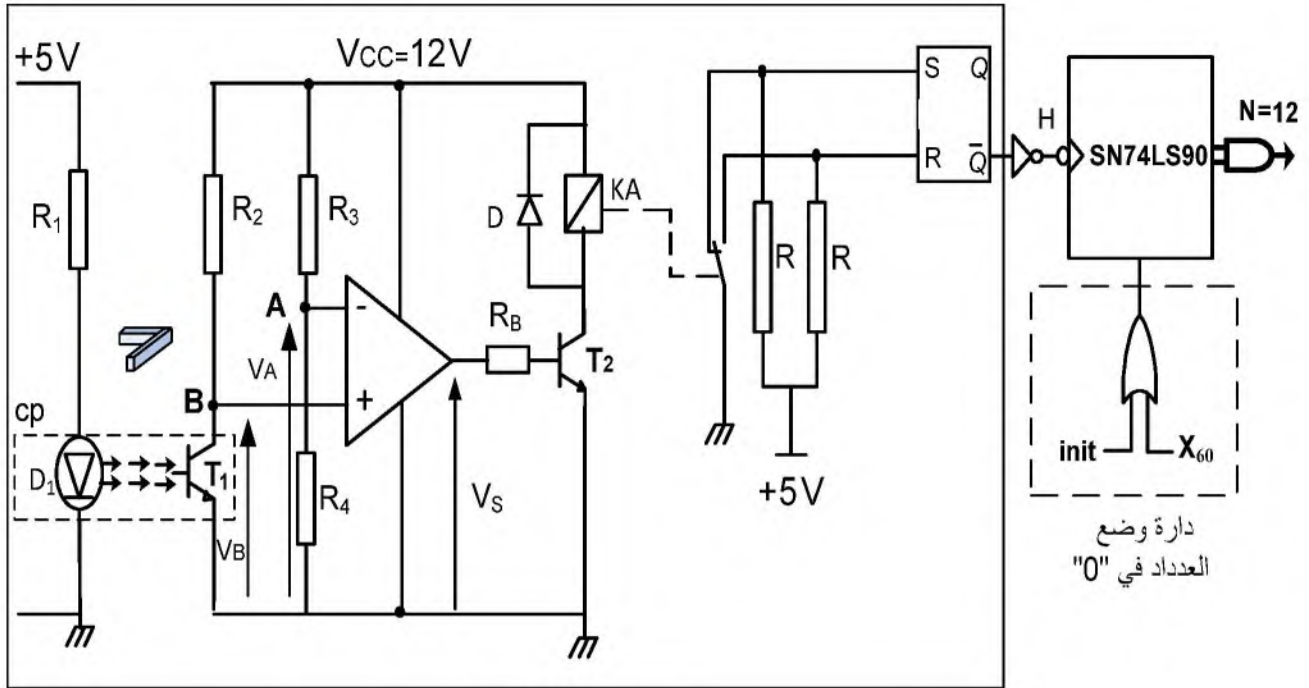 +5V
VCC=12V
S Q
H
N=12
R1
R2
R3
D
KA
R Q̅
SN74LS90
R R
A
-
RB
T2
VA
B
+
cp
D1
T1
R4
VS
VB
+5V
init X60
دارة وضع
العدداد في "0"